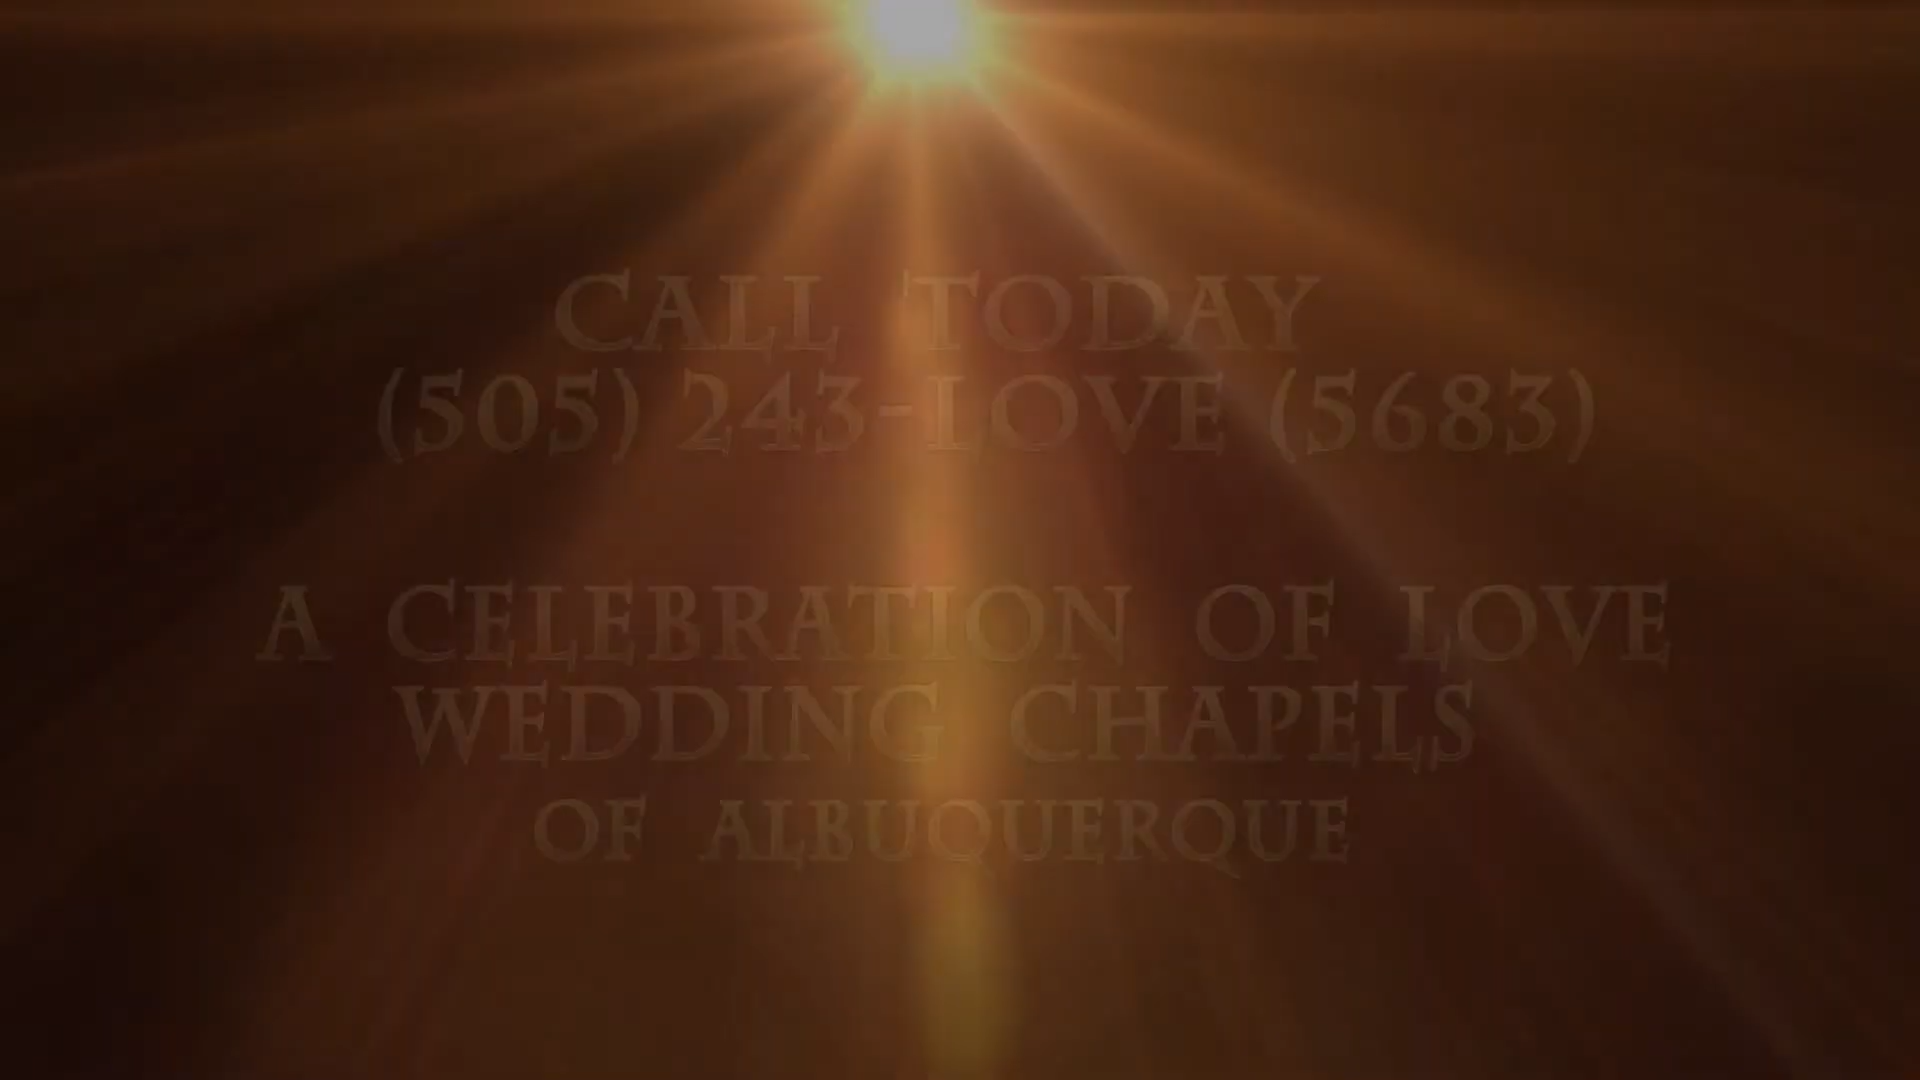 CALL TODAY
(505) 243-LOVE (5683)
A CELEBRATION OF LOVE
WEDDING CHAPELS
OF ALBUQUERQUE